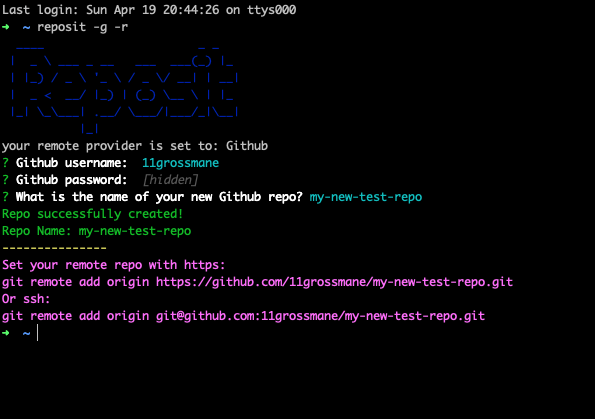 Last login: Sun Apr 19 20:44:26 on ttys000
➜  ~ reposit -g -r
Reposit
your remote provider is set to: Github
? Github username:  11grossmane
? Github password:  [hidden]
? What is the name of your new Github repo? my-new-test-repo
Repo successfully created!
Repo Name: my-new-test-repo
---------------
Set your remote repo with https:
git remote add origin https://github.com/11grossmane/my-new-test-repo.git
Or ssh:
git remote add origin git@github.com:11grossmane/my-new-test-repo.git
➜  ~